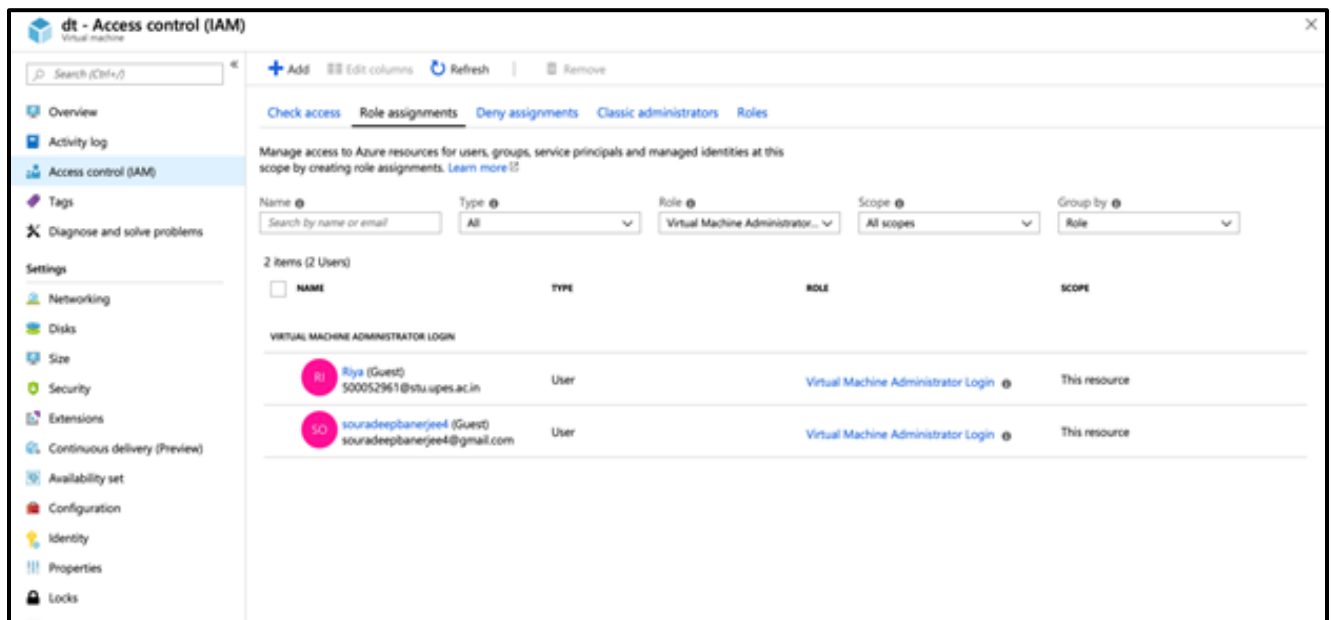 dt - Access control (IAM)
Virtual machine
Search (Ctrl+/)
Overview
Activity log
Access control (IAM)
Tags
Diagnose and solve problems
Settings
Networking
Disks
Size
Security
Extensions
Continuous delivery (Preview)
Availability set
Configuration
Identity
Properties
Locks
Add Edit columns Refresh Remove
Check access Role assignments Deny assignments Classic administrators Roles
Manage access to Azure resources for users, groups, service principals and managed identities at this
scope by creating role assignments. Learn more
Name Type Role Scope Group by
Search by name or email All Virtual Machine Administrator... All scopes Role
2 items (2 Users)
NAME TYPE ROLE SCOPE
VIRTUAL MACHINE ADMINISTRATOR LOGIN
RI Riya (Guest)
500052961@stu.upes.ac.in User Virtual Machine Administrator Login This resource
SO souradeepbanerjee4 (Guest)
souradeepbanerjee4@gmail.com User Virtual Machine Administrator Login This resource